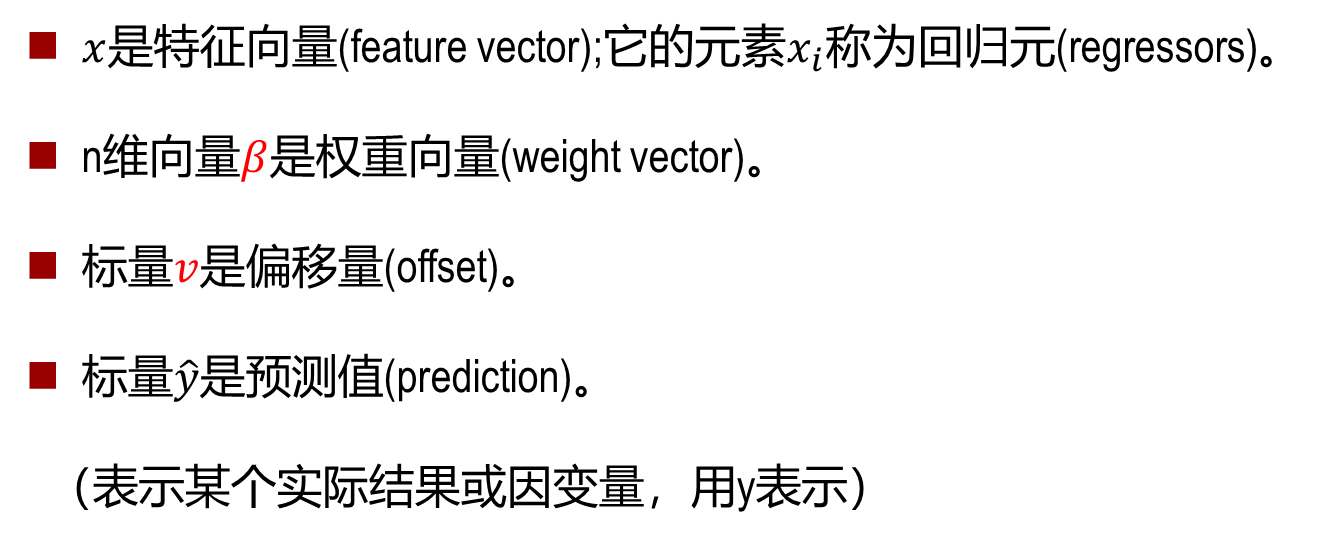 ■ 𝑥是特征向量(feature vector);它的元素𝑥ᵢ称为回归元(regressors)。
■ n维向量β是权重向量(weight vector)。
■ 标量v是偏移量(offset)。
■ 标量ŷ是预测值(prediction)。
（表示某个实际结果或因变量，用y表示）